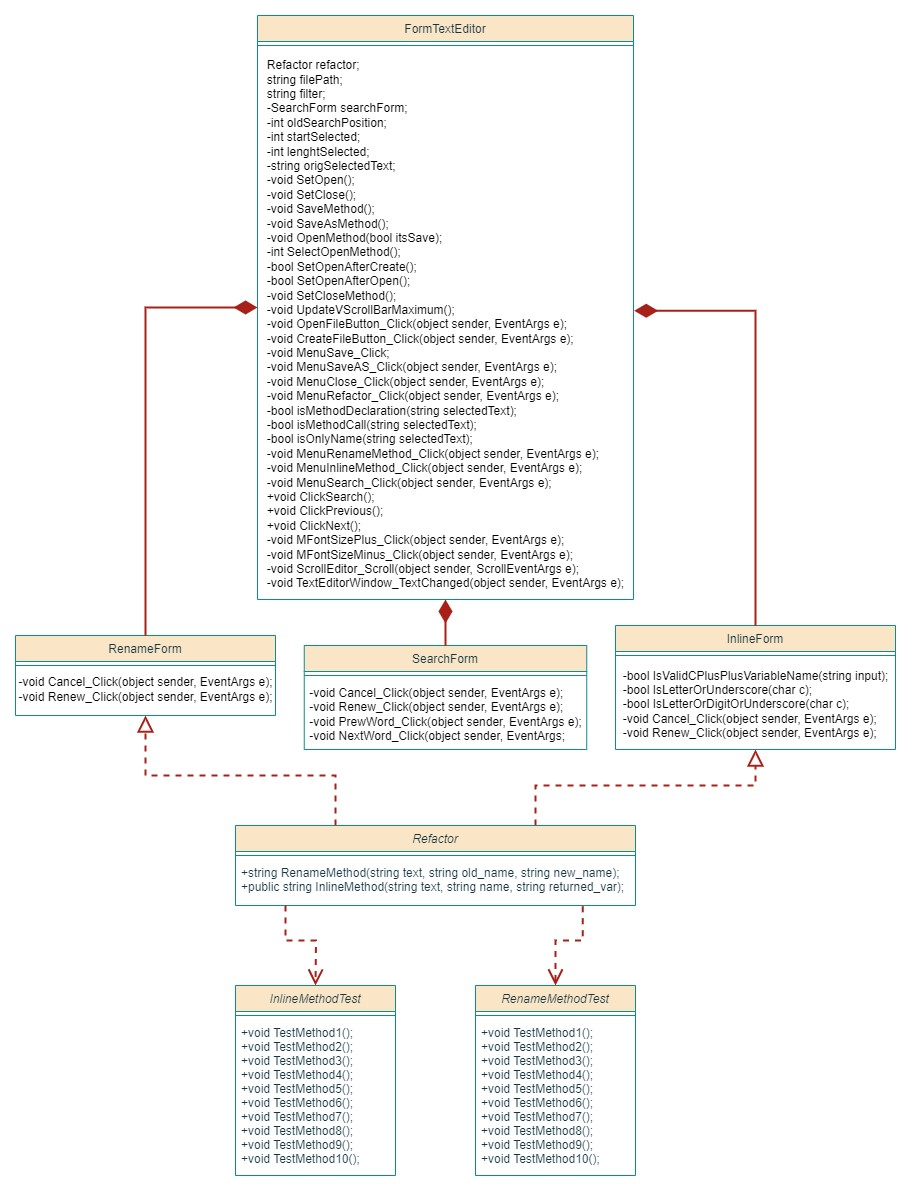 FormTextEditor
Refactor refactor;
string filePath;
string filter;
-SearchForm searchForm;
-int oldSearchPosition;
-int startSelected;
-int lenghtSelected;
-string origSelectedText;
-void SetOpen();
-void SetClose();
-void SaveMethod();
-void SaveAsMethod();
-void OpenMethod(bool itsSave);
-int SelectOpenMethod();
-bool SetOpenAfterCreate();
-bool SetOpenAfterOpen();
-void SetCloseMethod();
-void UpdateVScrollBarMaximum();
-void OpenFileButton_Click(object sender, EventArgs e);
-void CreateFileButton_Click(object sender, EventArgs e);
-void MenuSave_Click;
-void MenuSaveAS_Click(object sender, EventArgs e);
-void MenuClose_Click(object sender, EventArgs e);
-void MenuRefactor_Click(object sender, EventArgs e);
-bool isMethodDeclaration(string selectedText);
-bool isMethodCall(string selectedText);
-bool isOnlyName(string selectedText);
-void MenuRenameMethod_Click(object sender, EventArgs e);
-void MenuInlineMethod_Click(object sender, EventArgs e);
-void MenuSearch_Click(object sender, EventArgs e);
+void ClickSearch();
+void ClickPrevious();
+void ClickNext();
-void MFontSizePlus_Click(object sender, EventArgs e);
-void MFontSizeMinus_Click(object sender, EventArgs e);
-void ScrollEditor_Scroll(object sender, ScrollEventArgs e);
-void TextEditorWindow_TextChanged(object sender, EventArgs e);
RenameForm
-void Cancel_Click(object sender, EventArgs e);
-void Renew_Click(object sender, EventArgs e);
SearchForm
-void Cancel_Click(object sender, EventArgs e);
-void Renew_Click(object sender, EventArgs e);
-void PrewWord_Click(object sender, EventArgs e);
-void NextWord_Click(object sender, EventArgs;
InlineForm
-bool IsValidCPlusPlusVariableName(string input);
-bool IsLetterOrUnderscore(char c);
-bool IsLetterOrDigitOrUnderscore(char c);
-void Cancel_Click(object sender, EventArgs e);
-void Renew_Click(object sender, EventArgs e);
Refactor
+string RenameMethod(string text, string old_name, string new_name);
+public string InlineMethod(string text, string name, string returned_var);
InlineMethodTest
+void TestMethod1();
+void TestMethod2();
+void TestMethod3();
+void TestMethod4();
+void TestMethod5();
+void TestMethod6();
+void TestMethod7();
+void TestMethod8();
+void TestMethod9();
+void TestMethod10();
RenameMethodTest
+void TestMethod1();
+void TestMethod2();
+void TestMethod3();
+void TestMethod4();
+void TestMethod5();
+void TestMethod6();
+void TestMethod7();
+void TestMethod8();
+void TestMethod9();
+void TestMethod10();